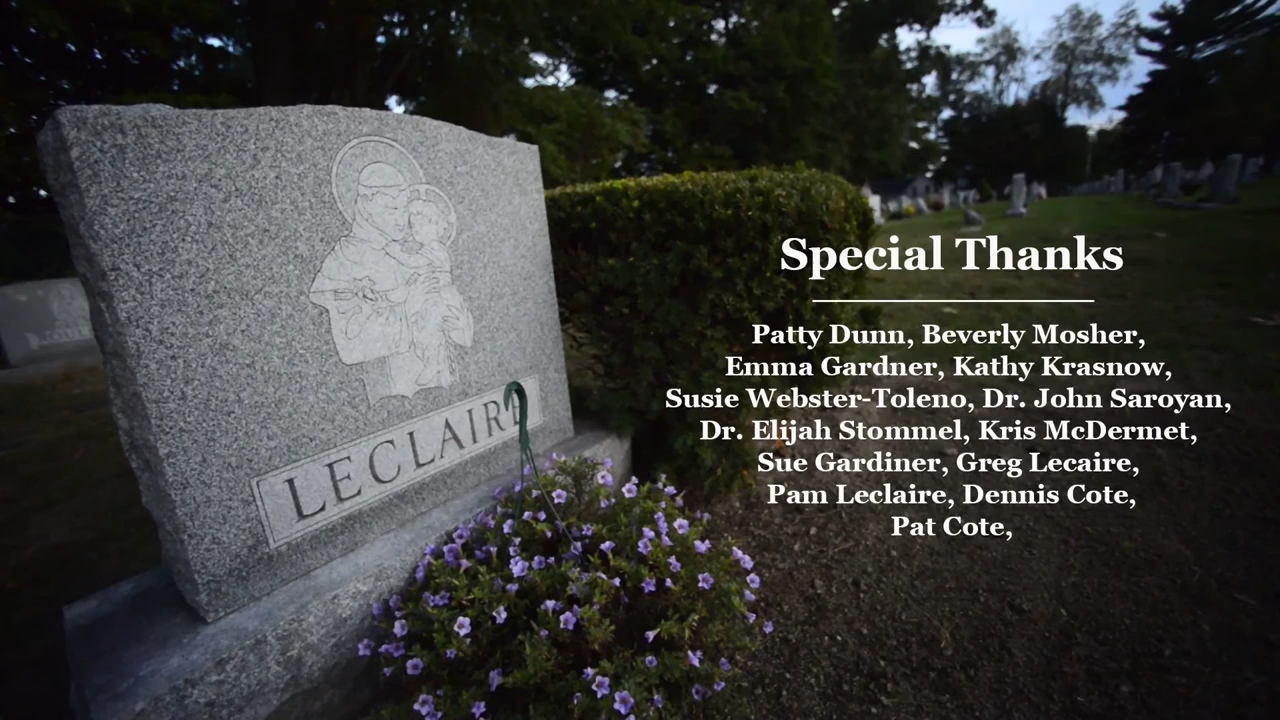 LECLAIRE
Special Thanks
Patty Dunn, Beverly Mosher,
Emma Gardner, Kathy Krasnow,
Susie Webster-Toleno, Dr. John Saroyan,
Dr. Elijah Stommel, Kris McDermet,
Sue Gardiner, Greg Lecaire,
Pam Leclaire, Dennis Cote,
Pat Cote,